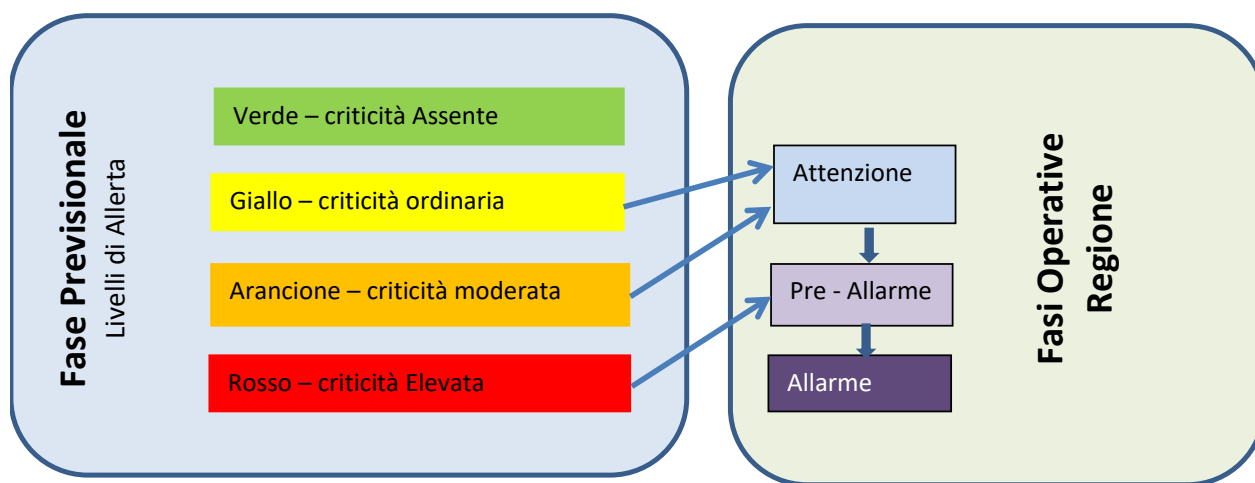 Fase Previsionale
Livelli di Allerta
Verde – criticità Assente
Giallo – criticità ordinaria
Arancione – criticità moderata
Rosso – criticità Elevata
Attenzione
Pre - Allarme
Allarme
Fasi Operative
Regione